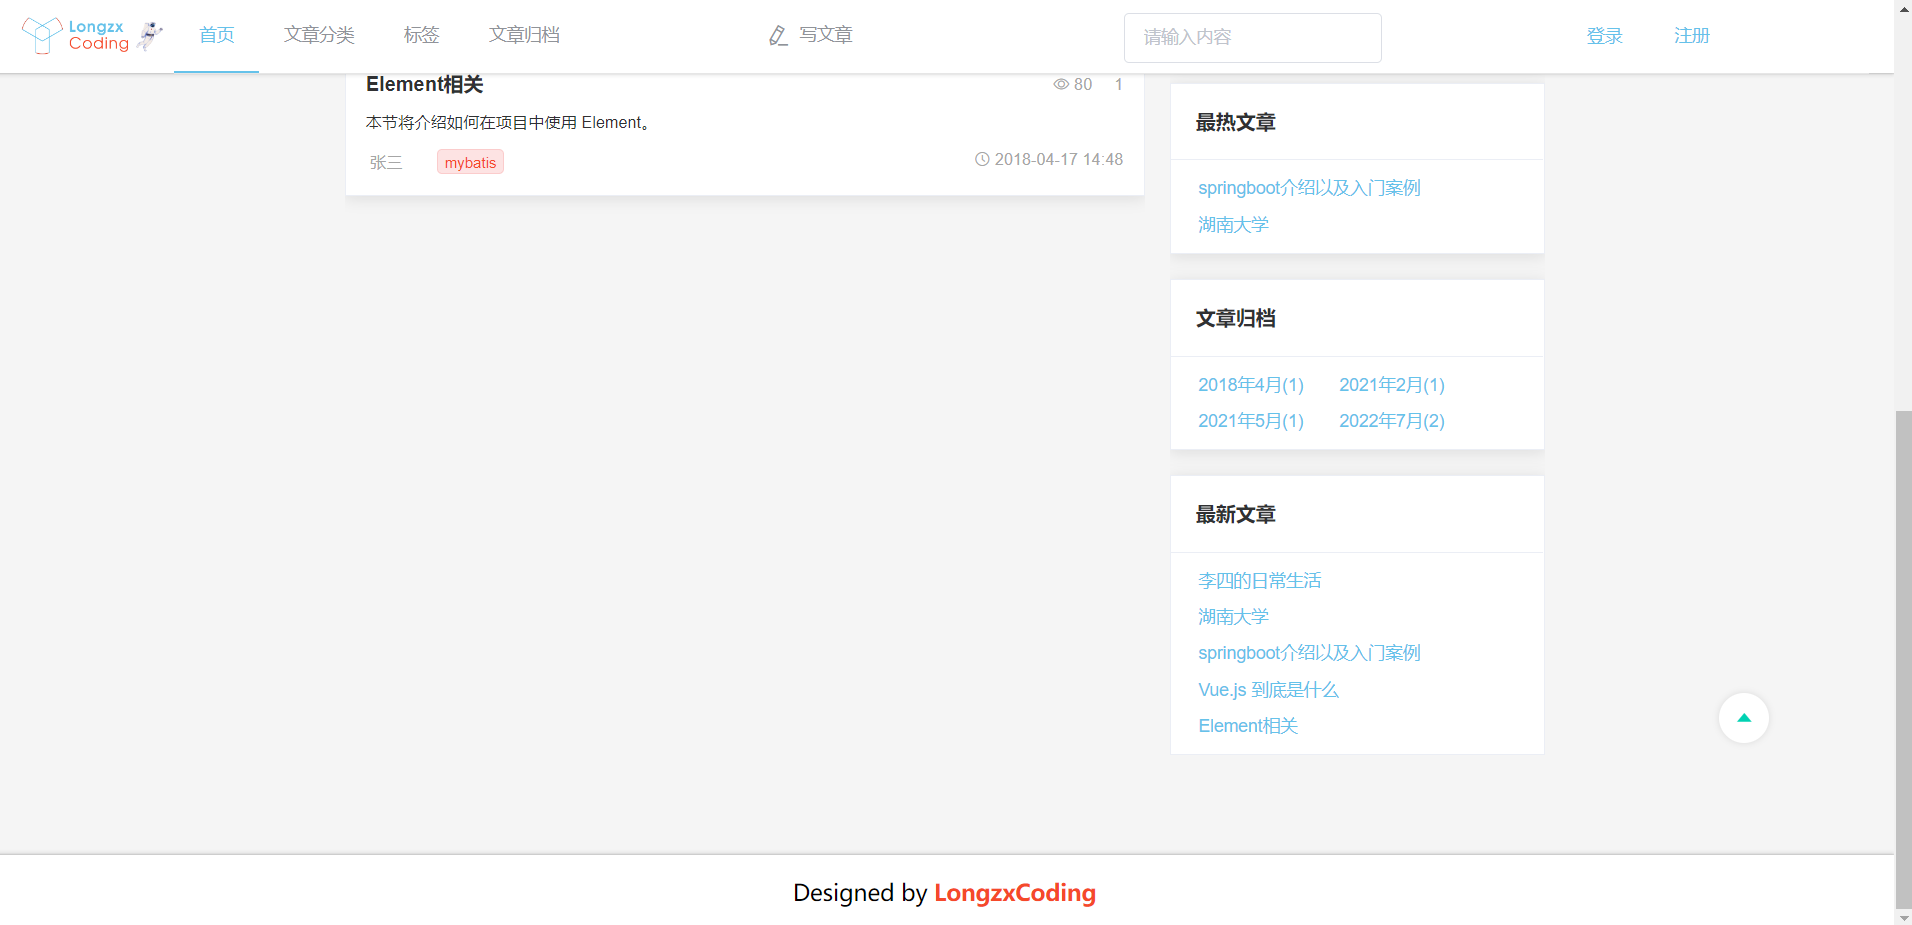 Longzx
Coding
首页
文章分类
标签
文章归档
写文章
请输入内容
登录
注册
Element相关
80
1
本节将介绍如何在项目中使用 Element。
张三
mybatis
2018-04-17 14:48
最热文章
springboot介绍以及入门案例
湖南大学
文章归档
2018年4月(1)
2021年2月(1)
2021年5月(1)
2022年7月(2)
最新文章
李四的日常生活
湖南大学
springboot介绍以及入门案例
Vue.js 到底是什么
Element相关
Designed by LongzxCoding